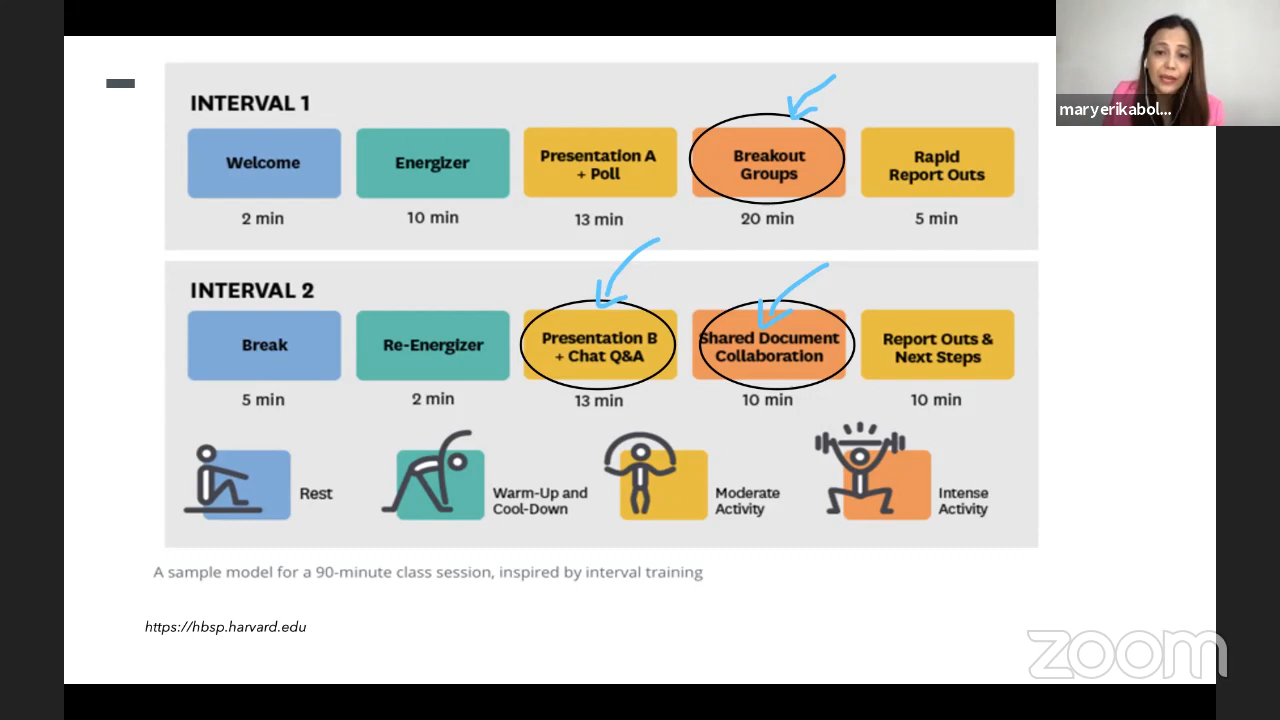 INTERVAL 1
Welcome
Energizer
Presentation A
+ Poll
Breakout
Groups
Rapid
Report Outs
2 min
10 min
13 min
20 min
5 min
INTERVAL 2
Break
Re-Energizer
Presentation B
+ Chat Q&A
Shared Document
Collaboration
Report Outs &
Next Steps
5 min
2 min
13 min
10 min
10 min
Rest
Warm-Up and
Cool-Down
Moderate
Activity
Intense
Activity
A sample model for a 90-minute class session, inspired by interval training
https://hbsp.harvard.edu
maryerikabol...
zoom